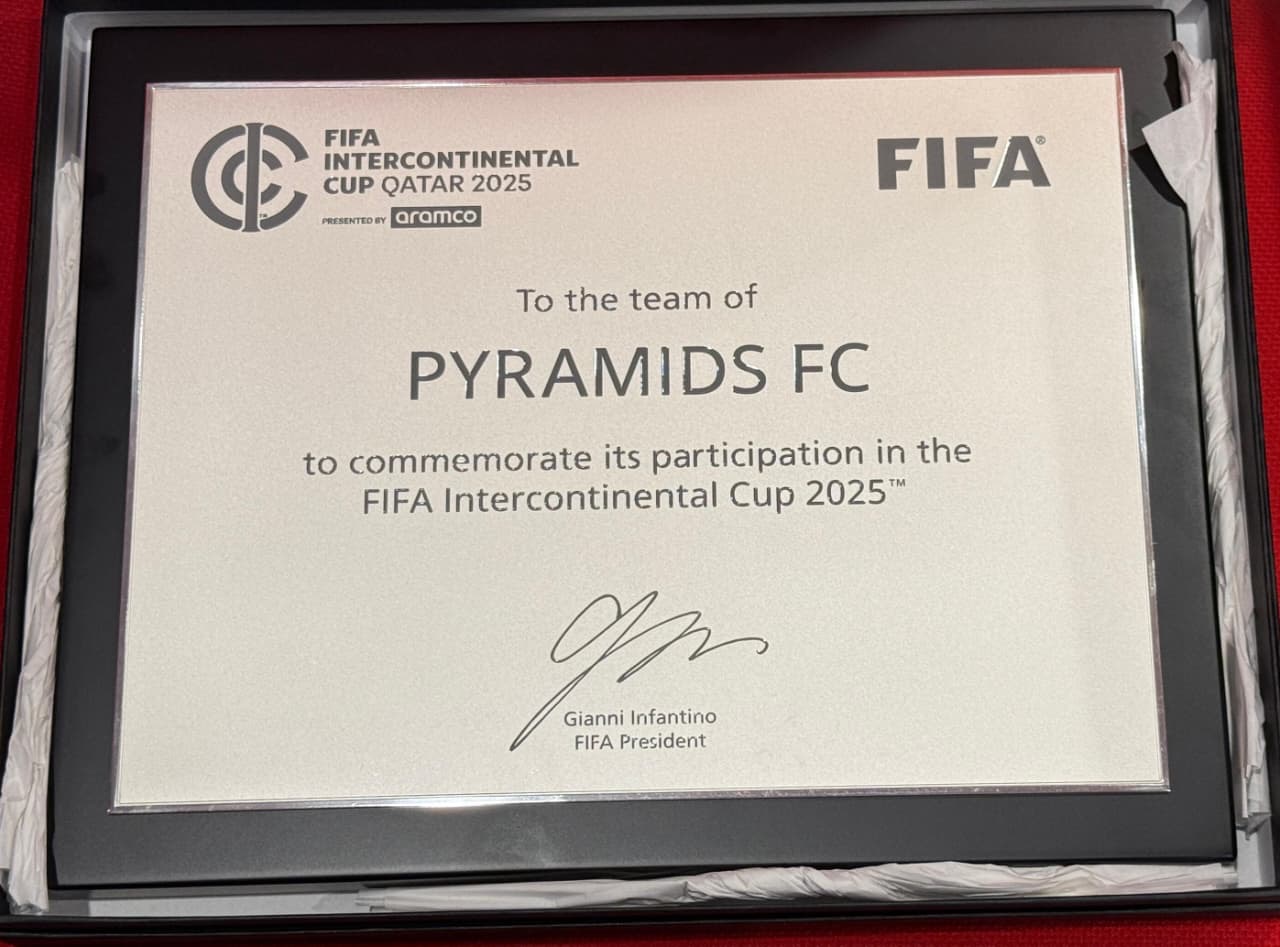 FIFA
INTERCONTINENTAL
CUP QATAR 2025
PRESENTED BY aramco
FIFA®
To the team of
PYRAMIDS FC
to commemorate its participation in the
FIFA Intercontinental Cup 2025™
Gianni Infantino
FIFA President